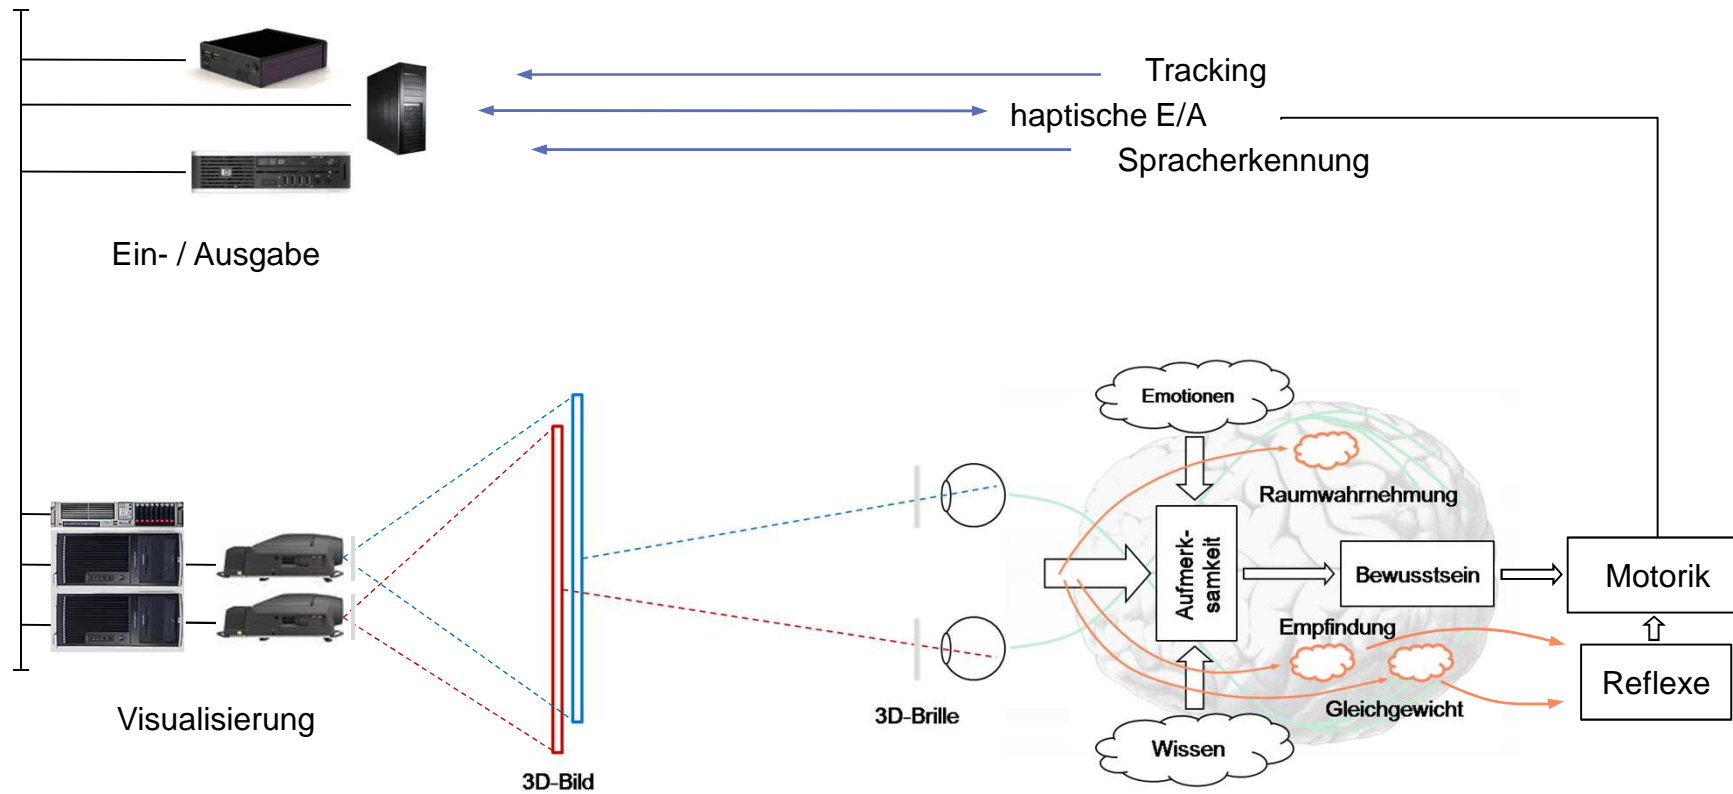 Tracking
haptische E/A
Spracherkennung
Ein- / Ausgabe
Emotionen
Raumwahrnehmung
Aufmerk-
samkeit
Bewusstsein
Motorik
Empfindung
Reflexe
Gleichgewicht
Visualisierung
3D-Brille
Wissen
3D-Bild